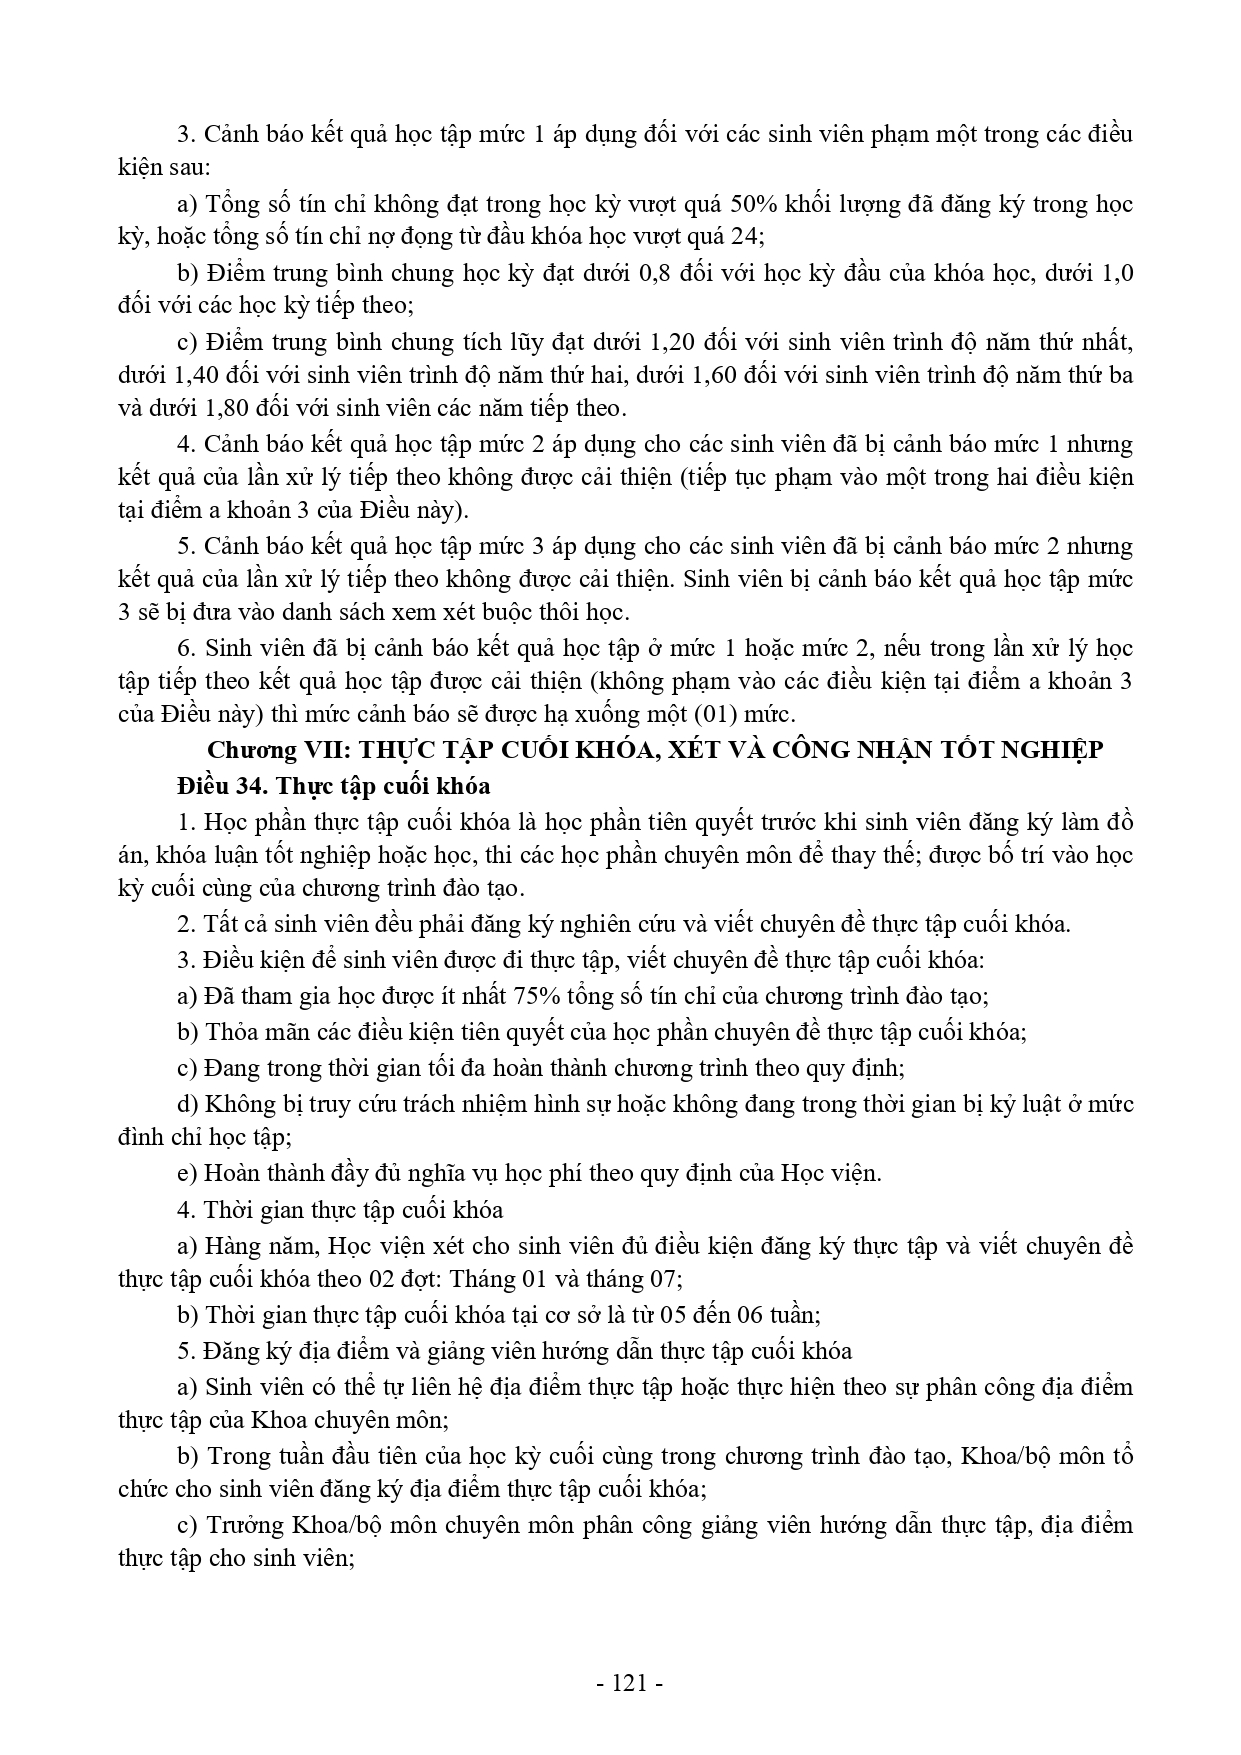 3. Cảnh báo kết quả học tập mức 1 áp dụng đối với các sinh viên phạm một trong các điều
kiện sau:
a) Tổng số tín chỉ không đạt trong học kỳ vượt quá 50% khối lượng đã đăng ký trong học
kỳ, hoặc tổng số tín chỉ nợ đọng từ đầu khóa học vượt quá 24;
b) Điểm trung bình chung học kỳ đạt dưới 0,8 đối với học kỳ đầu của khóa học, dưới 1,0
đối với các học kỳ tiếp theo;
c) Điểm trung bình chung tích lũy đạt dưới 1,20 đối với sinh viên trình độ năm thứ nhất,
dưới 1,40 đối với sinh viên trình độ năm thứ hai, dưới 1,60 đối với sinh viên trình độ năm thứ ba
và dưới 1,80 đối với sinh viên các năm tiếp theo.
4. Cảnh báo kết quả học tập mức 2 áp dụng cho các sinh viên đã bị cảnh báo mức 1 nhưng
kết quả của lần xử lý tiếp theo không được cải thiện (tiếp tục phạm vào một trong hai điều kiện
tại điểm a khoản 3 của Điều này).
5. Cảnh báo kết quả học tập mức 3 áp dụng cho các sinh viên đã bị cảnh báo mức 2 nhưng
kết quả của lần xử lý tiếp theo không được cải thiện. Sinh viên bị cảnh báo kết quả học tập mức
3 sẽ bị đưa vào danh sách xem xét buộc thôi học.
6. Sinh viên đã bị cảnh báo kết quả học tập ở mức 1 hoặc mức 2, nếu trong lần xử lý học
tập tiếp theo kết quả học tập được cải thiện (không phạm vào các điều kiện tại điểm a khoản 3
của Điều này) thì mức cảnh báo sẽ được hạ xuống một (01) mức.
Chương VII: THỰC TẬP CUỐI KHÓA, XÉT VÀ CÔNG NHẬN TỐT NGHIỆP
Điều 34. Thực tập cuối khóa
1. Học phần thực tập cuối khóa là học phần tiên quyết trước khi sinh viên đăng ký làm đồ
án, khóa luận tốt nghiệp hoặc học, thi các học phần chuyên môn để thay thế; được bố trí vào học
kỳ cuối cùng của chương trình đào tạo.
2. Tất cả sinh viên đều phải đăng ký nghiên cứu và viết chuyên đề thực tập cuối khóa.
3. Điều kiện để sinh viên được đi thực tập, viết chuyên đề thực tập cuối khóa:
a) Đã tham gia học được ít nhất 75% tổng số tín chỉ của chương trình đào tạo;
b) Thỏa mãn các điều kiện tiên quyết của học phần chuyên đề thực tập cuối khóa;
c) Đang trong thời gian tối đa hoàn thành chương trình theo quy định;
d) Không bị truy cứu trách nhiệm hình sự hoặc không đang trong thời gian bị kỷ luật ở mức
đình chỉ học tập;
e) Hoàn thành đầy đủ nghĩa vụ học phí theo quy định của Học viện.
4. Thời gian thực tập cuối khóa
a) Hàng năm, Học viện xét cho sinh viên đủ điều kiện đăng ký thực tập và viết chuyên đề
thực tập cuối khóa theo 02 đợt: Tháng 01 và tháng 07;
b) Thời gian thực tập cuối khóa tại cơ sở là từ 05 đến 06 tuần;
5. Đăng ký địa điểm và giảng viên hướng dẫn thực tập cuối khóa
a) Sinh viên có thể tự liên hệ địa điểm thực tập hoặc thực hiện theo sự phân công địa điểm
thực tập của Khoa chuyên môn;
b) Trong tuần đầu tiên của học kỳ cuối cùng trong chương trình đào tạo, Khoa/bộ môn tổ
chức cho sinh viên đăng ký địa điểm thực tập cuối khóa;
c) Trưởng Khoa/bộ môn chuyên môn phân công giảng viên hướng dẫn thực tập, địa điểm
thực tập cho sinh viên;
- 121 -